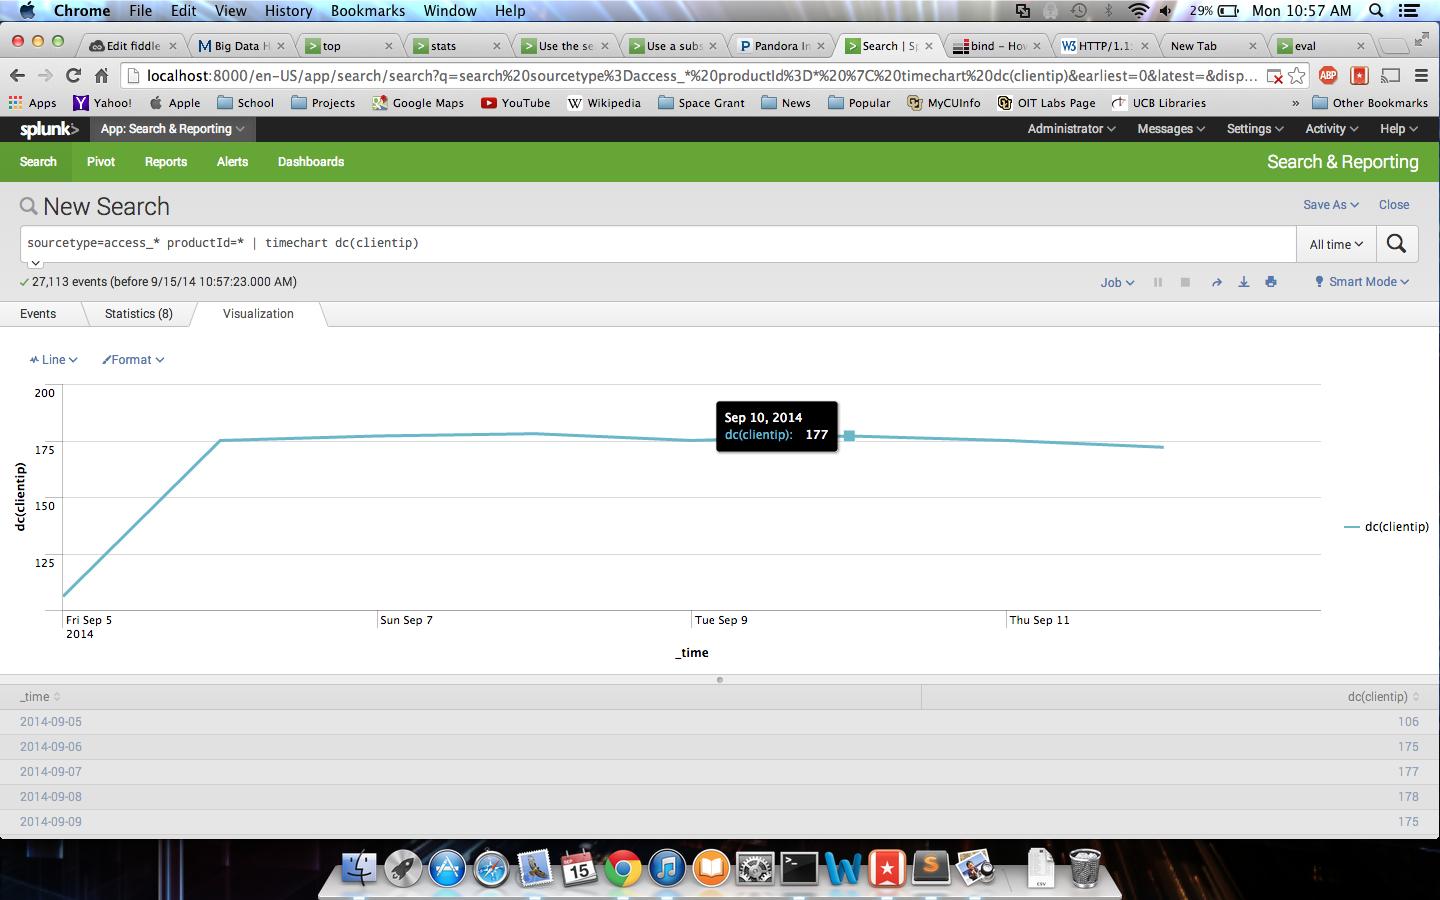 Chrome File Edit View History Bookmarks Window Help 29% Mon 10:57 AM
Edit fiddle Big Data H top stats Use the se Use a subs Pandora In Search | Sp bind – Hov HTTP/1.1: New Tab eval
localhost:8000/en-US/app/search/search?q=search%20sourcetype%3Daccess_*%20productId%3D*%20%7C%20timechart%20dc(clientip)&earliest=0&latest=&disp... ABP
Apps Yahoo! Apple School Projects Google Maps YouTube Wikipedia Space Grant News Popular MyCUInfo OIT Labs Page UCB Libraries » Other Bookmarks
splunk> App: Search & Reporting Administrator Messages Settings Activity Help
Search Pivot Reports Alerts Dashboards Search & Reporting
New Search Save As Close
sourcetype=access_* productId=* | timechart dc(clientip) All time
27,113 events (before 9/15/14 10:57:23.000 AM) Job Smart Mode
Events Statistics (8) Visualization
Line Format
200
Sep 10, 2014
dc(clientip): 177
175
150
125
dc(clientip)
dc(clientip)
Fri Sep 5 Sun Sep 7 Tue Sep 9 Thu Sep 11
2014
_time
_time dc(clientip)
2014-09-05 106
2014-09-06 175
2014-09-07 177
2014-09-08 178
2014-09-09 175
SEP
15
CSV